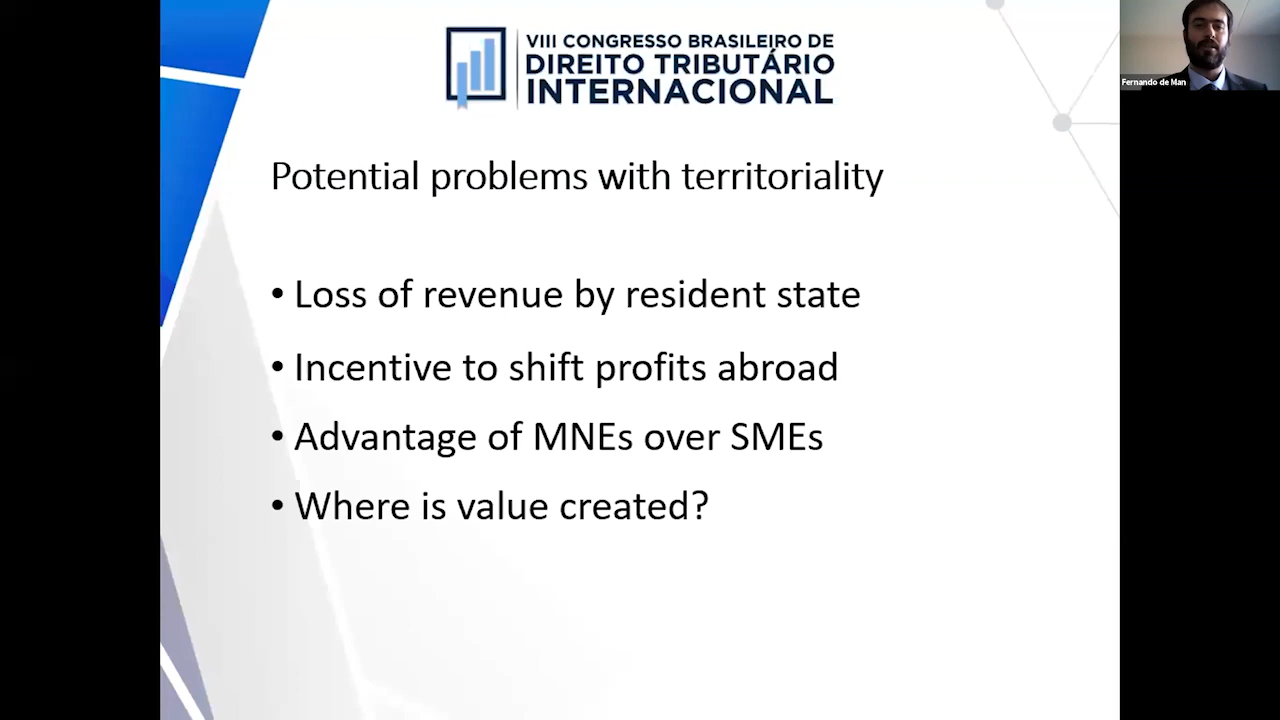 VIII CONGRESSO BRASILEIRO DE
DIREITO TRIBUTÁRIO
INTERNACIONAL
Fernando de Man
Potential problems with territoriality
• Loss of revenue by resident state
• Incentive to shift profits abroad
• Advantage of MNEs over SMEs
• Where is value created?